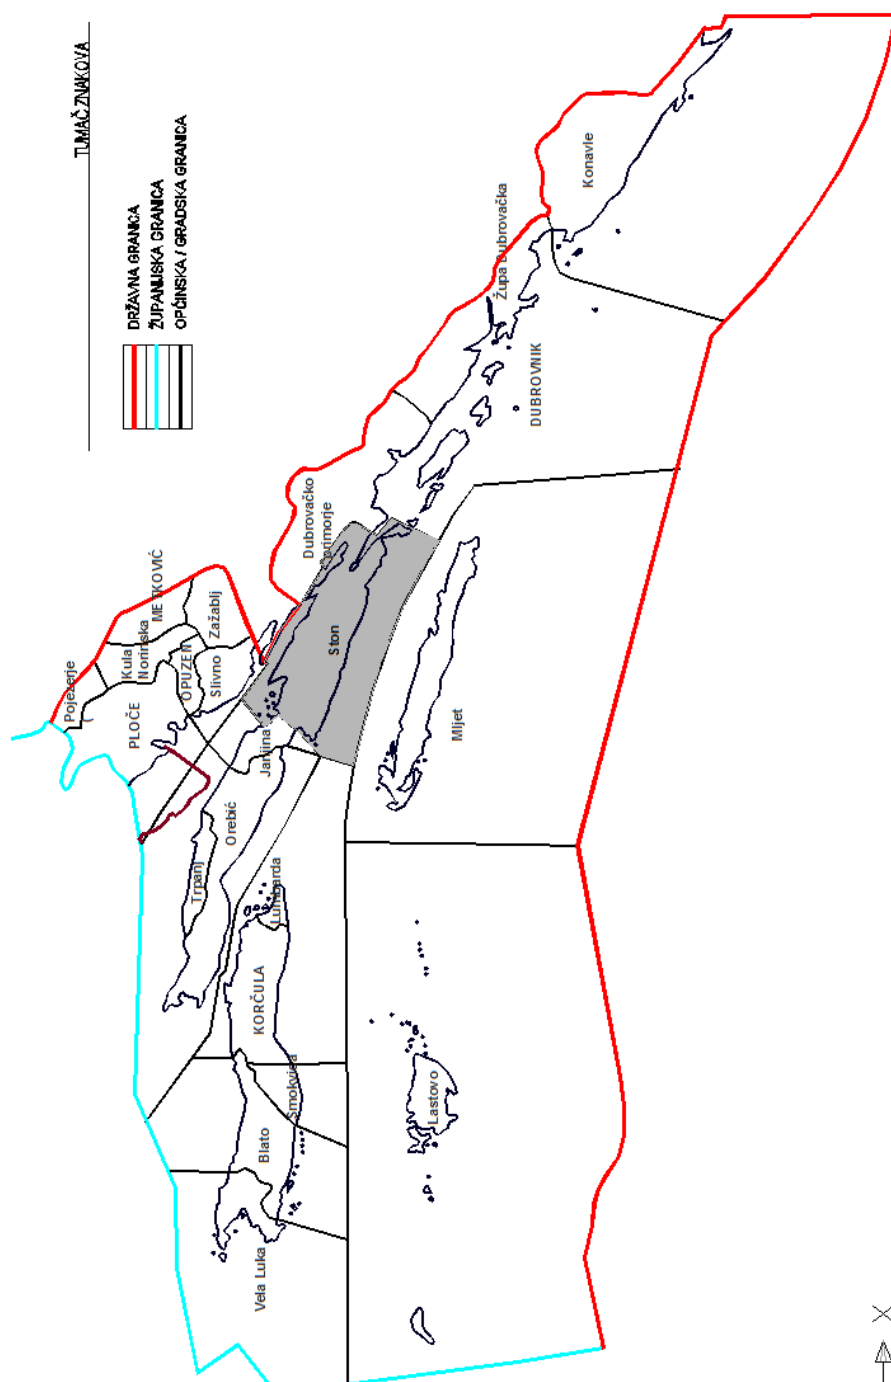 TUMAČ ZNAKOVA
DRŽAVNA GRANICA
ŽUPANIJSKA GRANICA
OPĆINSKA / GRADSKA GRANICA
Pojezerje
Kula
Norinska
METKOVIĆ
PLOČE
OPUZEN
Slivno
Zažablj
Vela Luka
Blato
Smokvica
KORČULA
Lumbarda
Trpanj
Orebić
Janjina
Ston
Dubrovačko
primorje
Mljet
Lastovo
DUBROVNIK
Župa Dubrovačka
Konavle
X